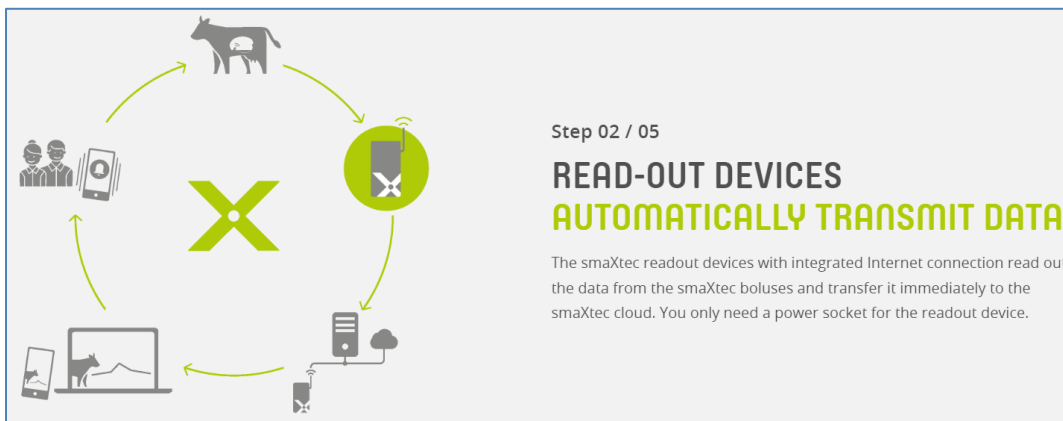 Step 02 / 05
READ-OUT DEVICES
AUTOMATICALLY TRANSMIT DATA
The smaXtec readout devices with integrated Internet connection read ou
the data from the smaXtec boluses and transfer it immediately to the
smaXtec cloud. You only need a power socket for the readout device.